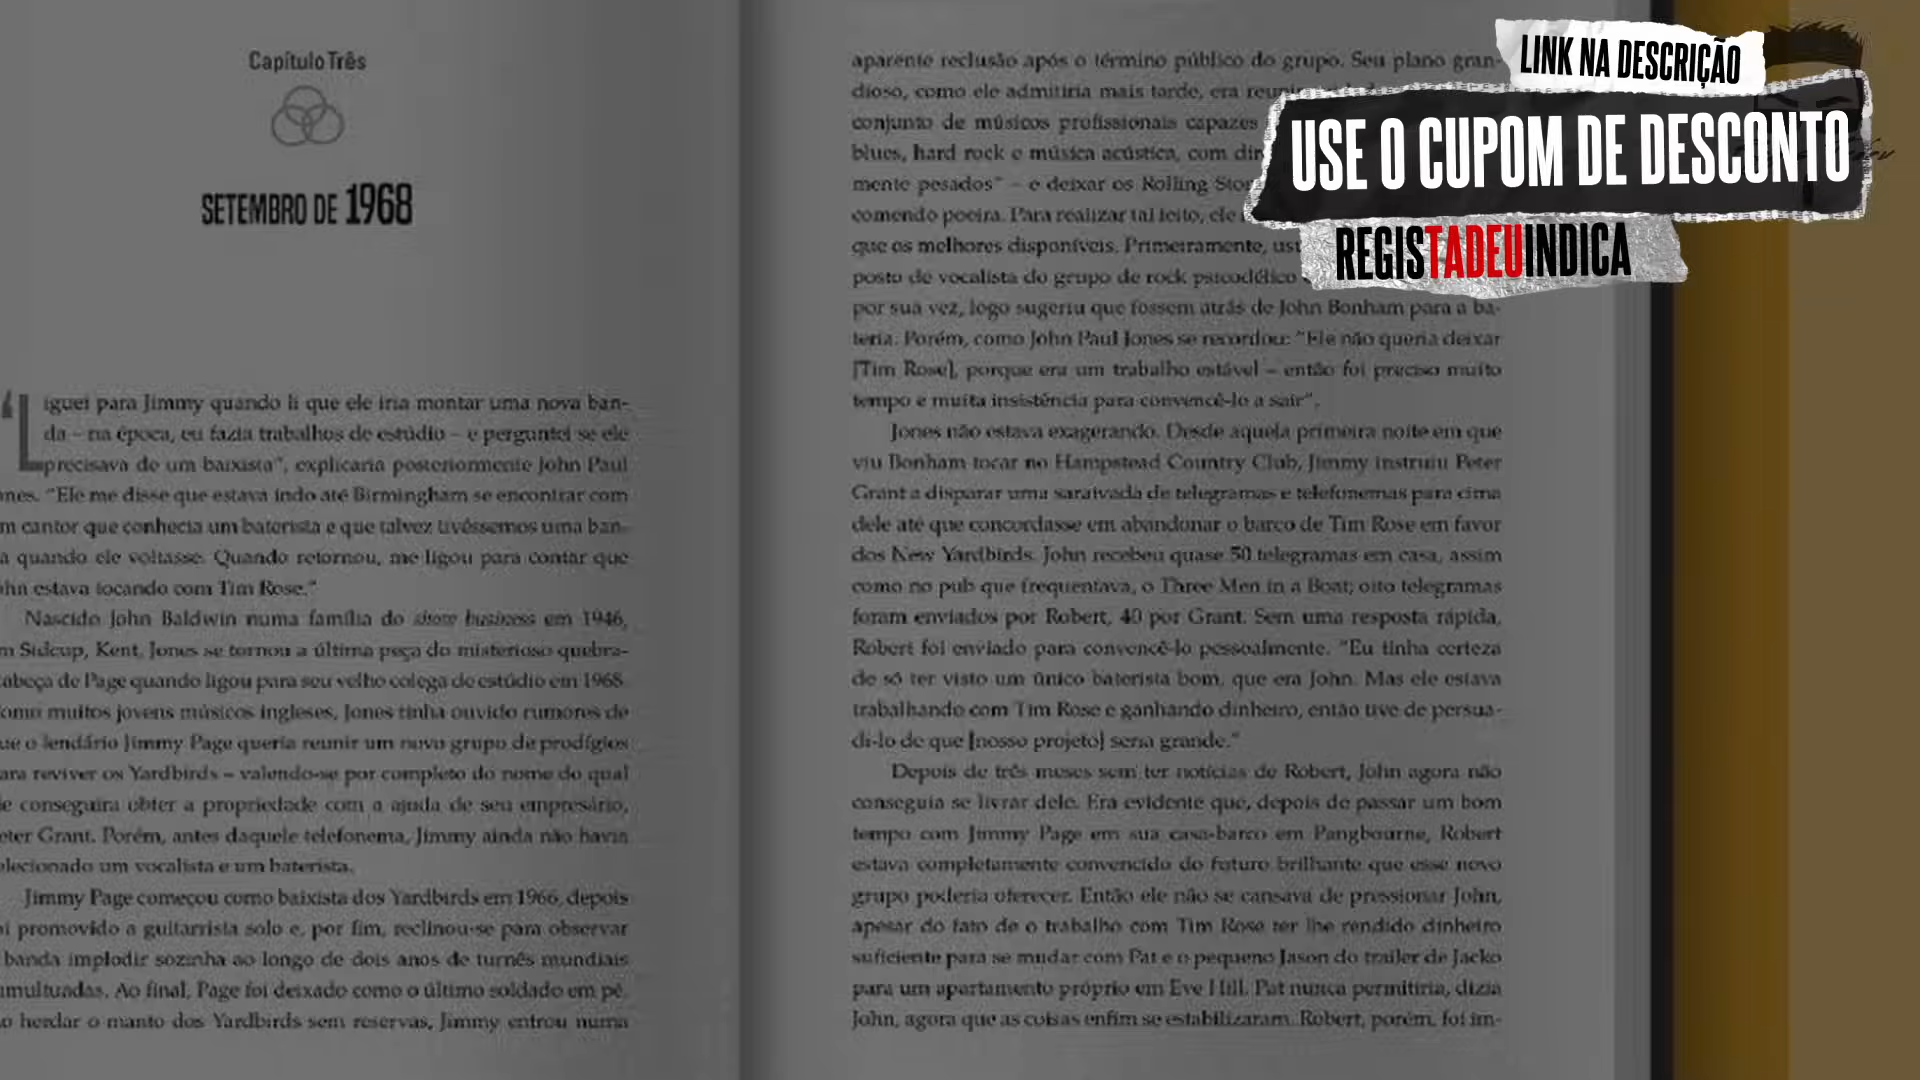 Capítulo Três
SETEMBRO DE 1968
"Liguei para Jimmy quando li que ele iria montar uma nova ban-
da – na época, eu fazia trabalhos de estúdio – e perguntei se ele
precisava de um baixista", explicaria posteriormente John Paul
ones. "Ele me disse que estava indo até Birmingham se encontrar com
m cantor que conhecia um baterista e que talvez tivéssemos uma ban-
a quando ele voltasse. Quando retornou, me ligou para contar que
ohn estava tocando com Tim Rose."
Nascido John Baldwin numa família do show business em 1946,
m Sidcup, Kent, Jones se tornou a última peça do misterioso quebra-
cabeça de Page quando ligou para seu velho colega de estúdio em 1968.
omo muitos jovens músicos ingleses, Jones tinha ouvido rumores de
ue o lendário Jimmy Page queria reunir um novo grupo de prodígios
ara reviver os Yardbirds – valendo-se por completo do nome do qual
le conseguira obter a propriedade com a ajuda de seu empresário,
eter Grant. Porém, antes daquele telefonema, Jimmy ainda não havia
elecionado um vocalista e um baterista.
Jimmy Page começou como baixista dos Yardbirds em 1966, depois
oi promovido a guitarrista solo e, por fim, reclinou-se para observar
banda implodir sozinha ao longo de dois anos de turnês mundiais
umultuadas. Ao final, Page foi deixado como o último soldado em pé.
o herdar o manto dos Yardbirds sem reservas, Jimmy entrou numa
aparente reclusão após o término público do grupo. Seu plano gran-
dioso, como ele admitiria mais tarde, era reunir
conjunto de músicos profissionais capazes
blues, hard rock e música acústica, com
mente pesados" – e deixar os Rolling
comendo poeira. Para realizar tal feito, ele
que os melhores disponíveis. Primeiramente,
posto de vocalista do grupo de rock psicodélico
por sua vez, logo sugeriu que fossem atrás de John Bonham para a ba-
teria. Porém, como John Paul Jones se recordou: "Ele não queria deixar
[Tim Rose], porque era um trabalho estável – então foi preciso muito
tempo e muita insistência para convencê-lo a sair".
Jones não estava exagerando. Desde aquela primeira noite em que
viu Bonham tocar no Hampstead Country Club, Jimmy instruiu Peter
Grant a disparar uma saraivada de telegramas e telefonemas para cima
dele até que concordasse em abandonar o barco de Tim Rose em favor
dos New Yardbirds. John recebeu quase 50 telegramas em casa, assim
como no pub que frequentava, o Three Men in a Boat; oito telegramas
foram enviados por Robert, 40 por Grant. Sem uma resposta rápida,
Robert foi enviado para convencê-lo pessoalmente. "Eu tinha certeza
de só ter visto um único baterista bom, que era John. Mas ele estava
trabalhando com Tim Rose e ganhando dinheiro, então tive de persua-
di-lo de que [nosso projeto] seria grande."
Depois de três meses sem ter notícias de Robert, John agora não
conseguia se livrar dele. Era evidente que, depois de passar um bom
tempo com Jimmy Page em sua casa-barco em Pangbourne, Robert
estava completamente convencido do futuro brilhante que esse novo
grupo poderia oferecer. Então ele não se cansava de pressionar John,
apesar do fato de o trabalho com Tim Rose ter lhe rendido dinheiro
suficiente para se mudar com Pat e o pequeno Jason do trailer de Jacko
para um apartamento próprio em Eve Hill. Pat nunca permitiria, dizia
John, agora que as coisas enfim se estabilizaram. Robert, porém, foi im-
LINK NA DESCRIÇÃO
USE O CUPOM DE DESCONTO
REGISTADEUINDICA